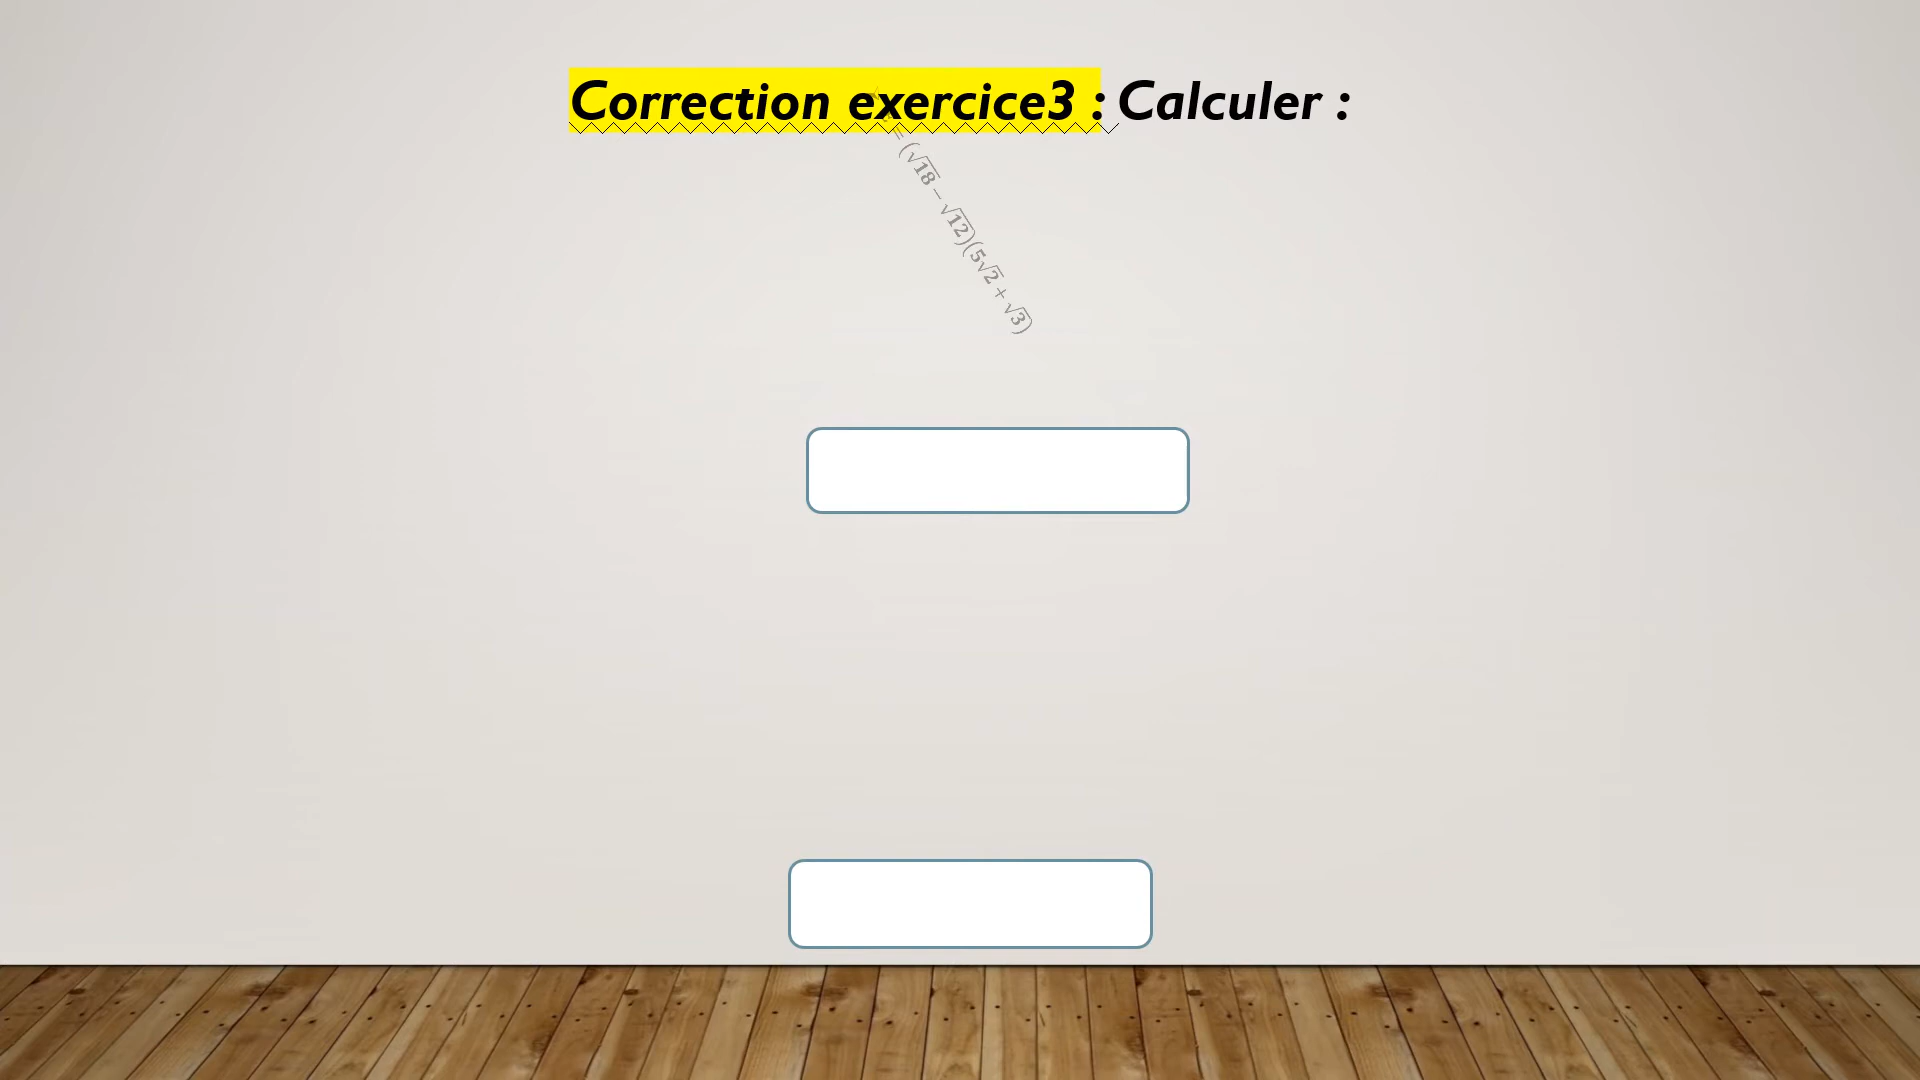 Correction exercice3 : Calculer :
= (√18 − √12)(5√2 + √3)